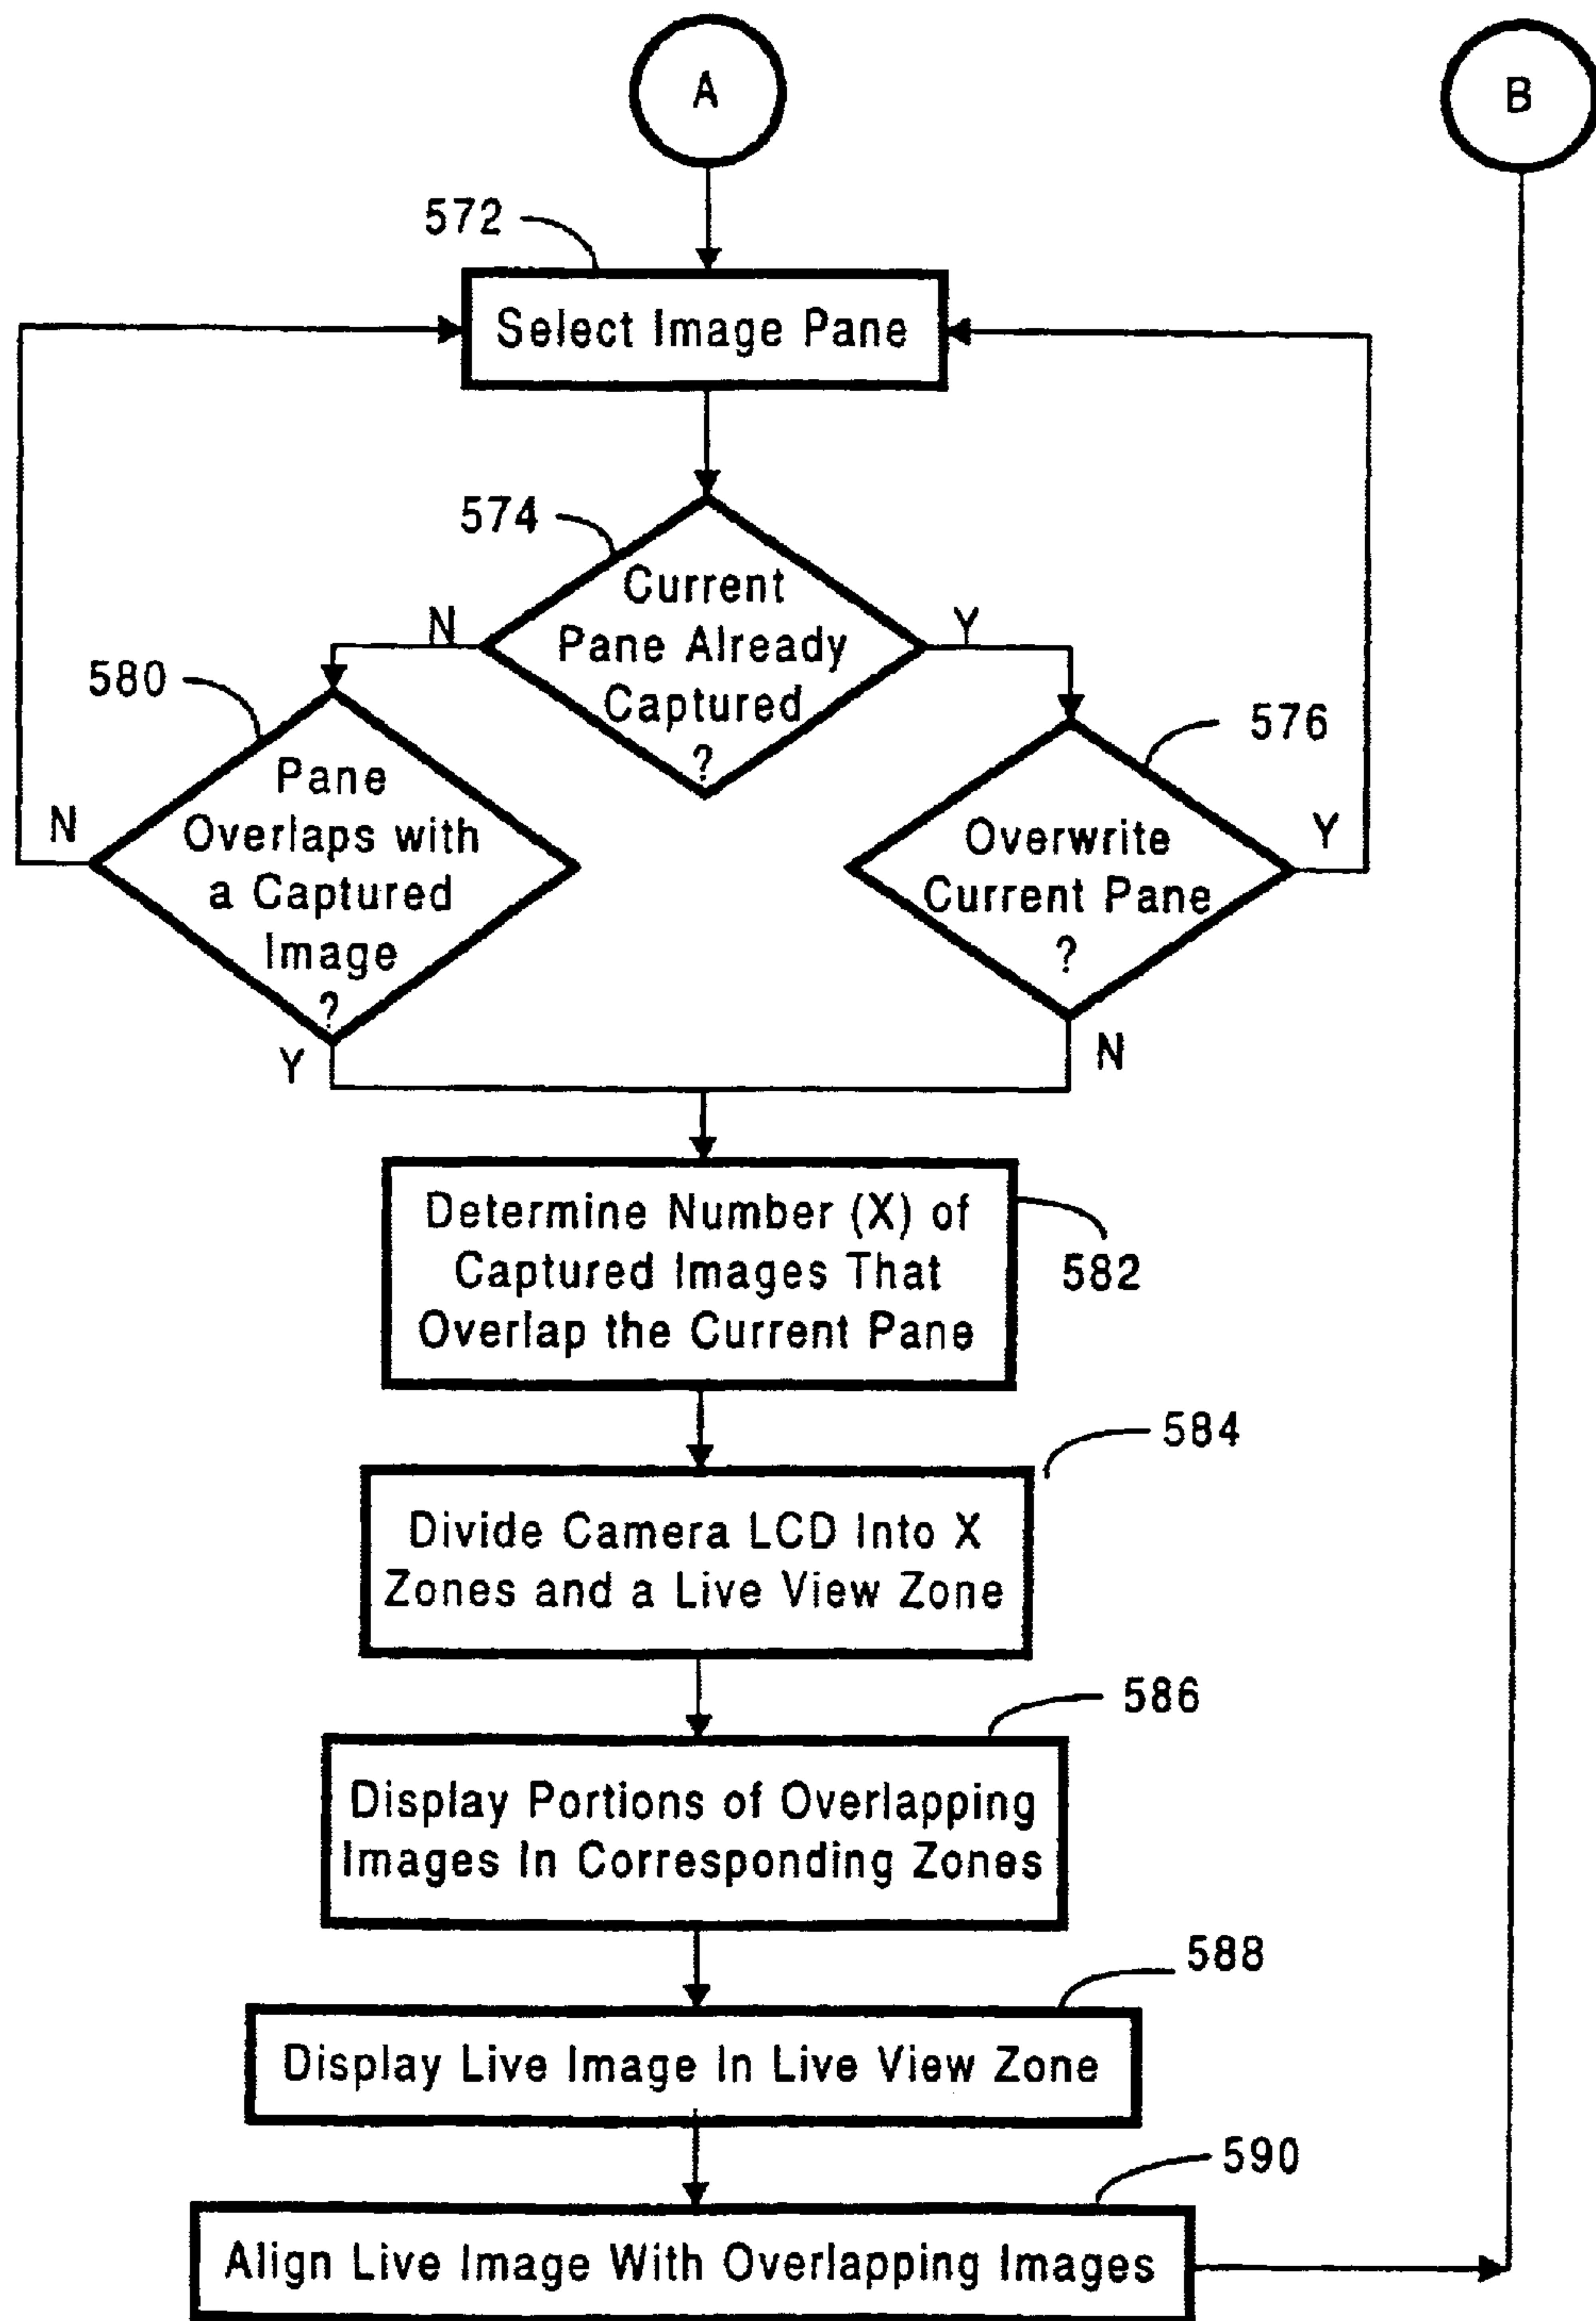 A
B
572
Select Image Pane
574
Current
Pane Already
Captured
?
N
Y
580
Pane
Overlaps with
a Captured
Image
?
N
Y
576
Overwrite
Current Pane
?
Y
N
Determine Number (X) of
Captured Images That
Overlap the Current Pane
582
584
Divide Camera LCD Into X
Zones and a Live View Zone
586
Display Portions of Overlapping
Images In Corresponding Zones
588
Display Live Image In Live View Zone
590
Align Live Image With Overlapping Images